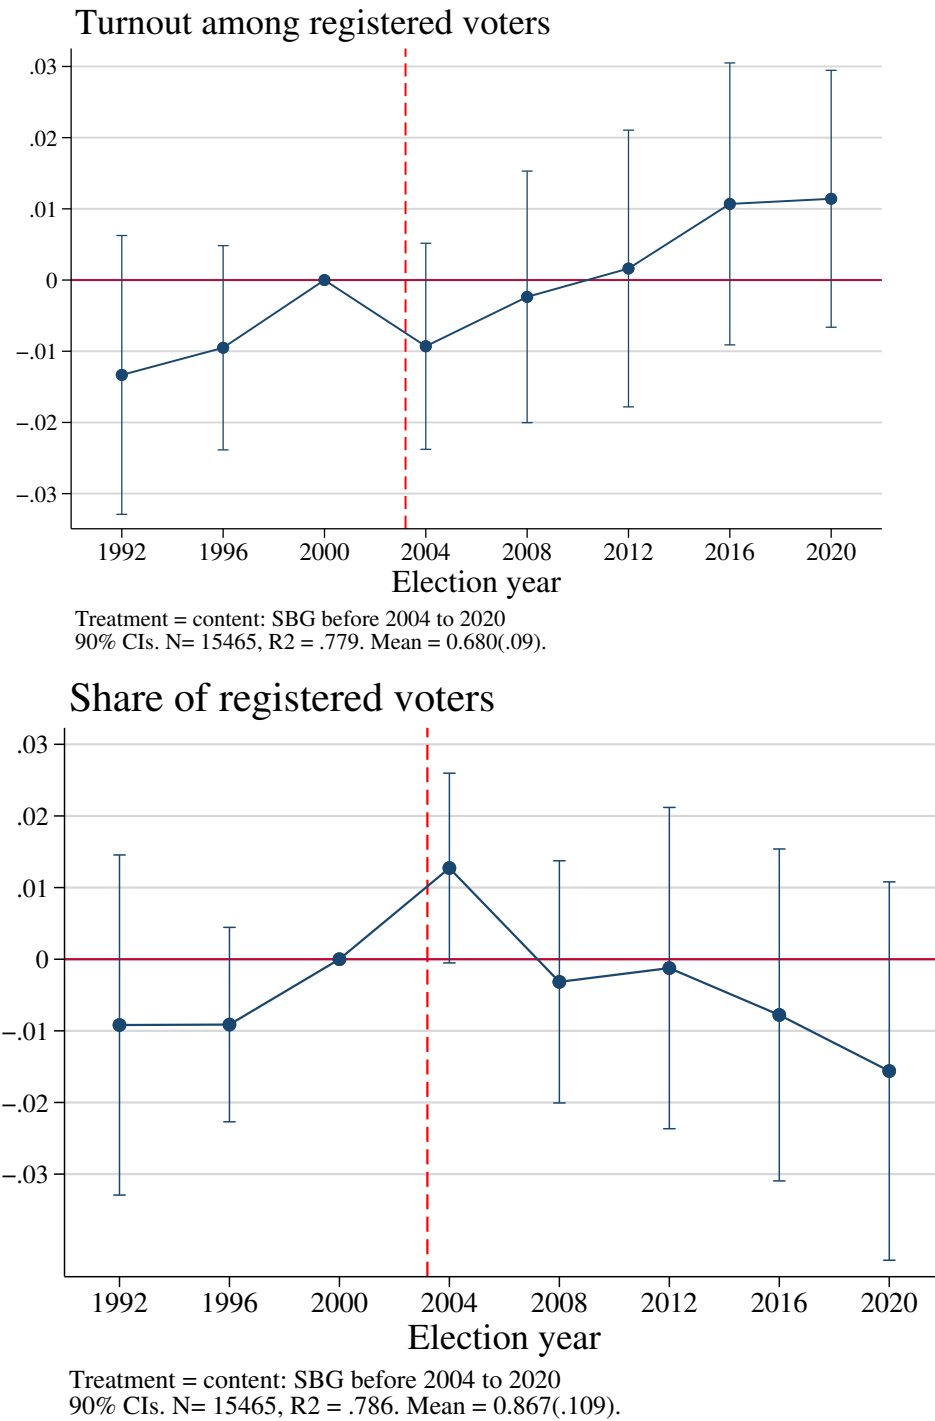 Turnout among registered voters
.03
.02
.01
0
−.01
−.02
−.03
1992 1996 2000 2004 2008 2012 2016 2020
Election year
Treatment = content: SBG before 2004 to 2020
90% CIs. N= 15465, R2 = .779. Mean = 0.680(.09).
Share of registered voters
.03
.02
.01
0
−.01
−.02
−.03
1992 1996 2000 2004 2008 2012 2016 2020
Election year
Treatment = content: SBG before 2004 to 2020
90% CIs. N= 15465, R2 = .786. Mean = 0.867(.109).